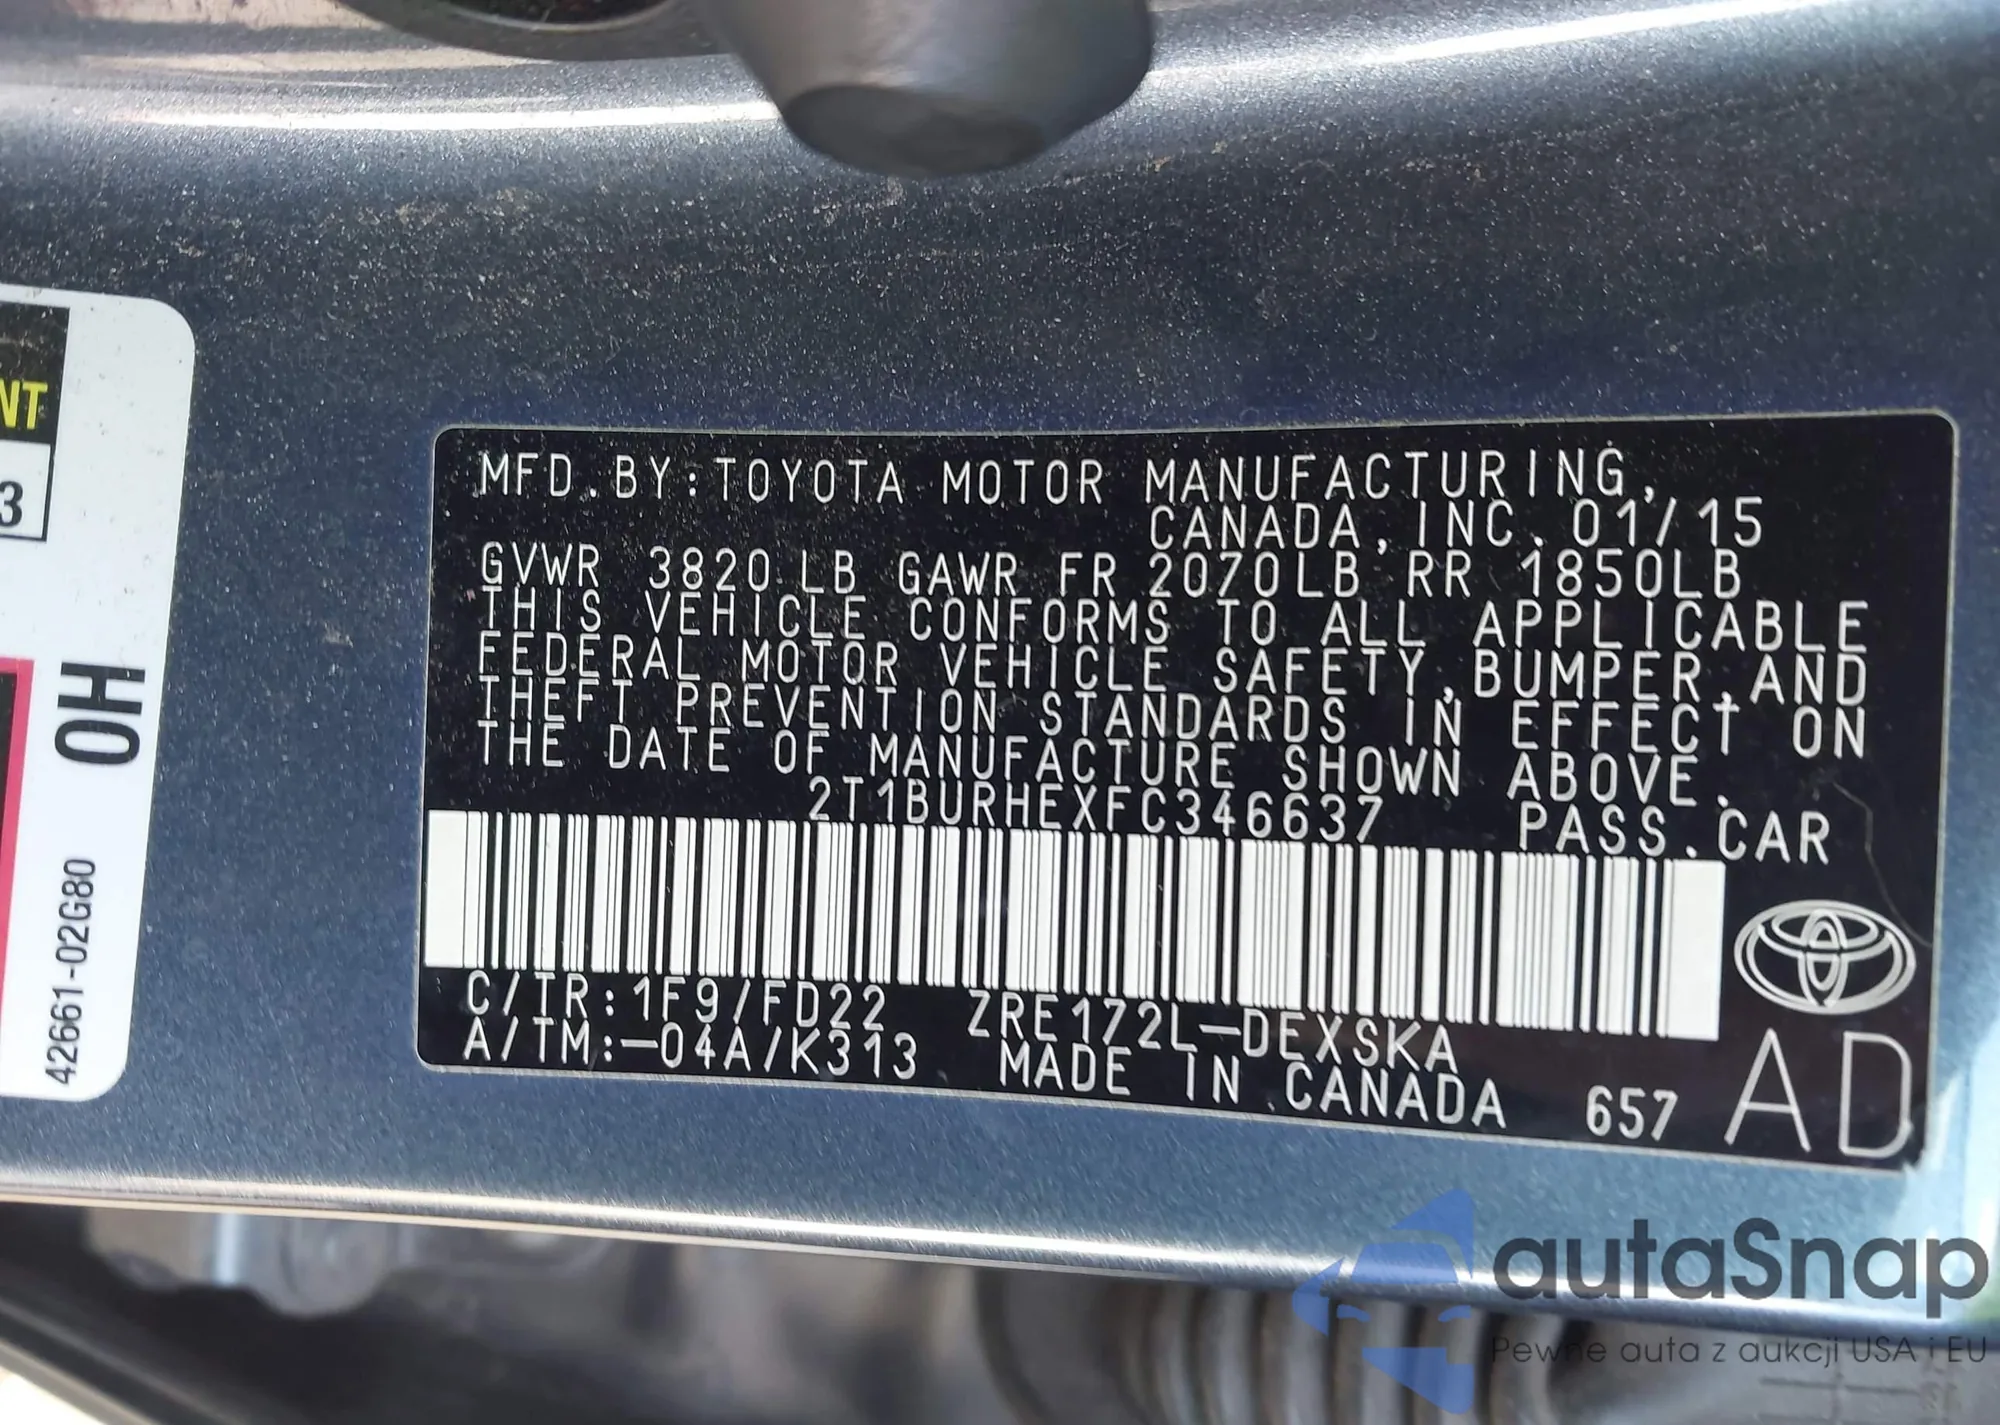 NT
3
0H
42661-02G80
MFD.BY:TOYOTA MOTOR MANUFACTURING,
CANADA,INC.01/15
GVWR 3820 LB GAWR FR 2070LB RR 1850LB
THIS VEHICLE CONFORMS TO ALL APPLICABLE
FEDERAL MOTOR VEHICLE SAFETY,BUMPER,AND
THEFT PREVENTION STANDARDS IN EFFECT ON
THE DATE OF MANUFACTURE SHOWN ABOVE.
2T1BURHEXFC346637 PASS.CAR
C/TR:1F9/FD22 ZRE172L-DEXSKA
A/TM:-04A/K313 MADE IN CANADA 657 AD
autaSnap
Pewne auta z aukcji USA i EU